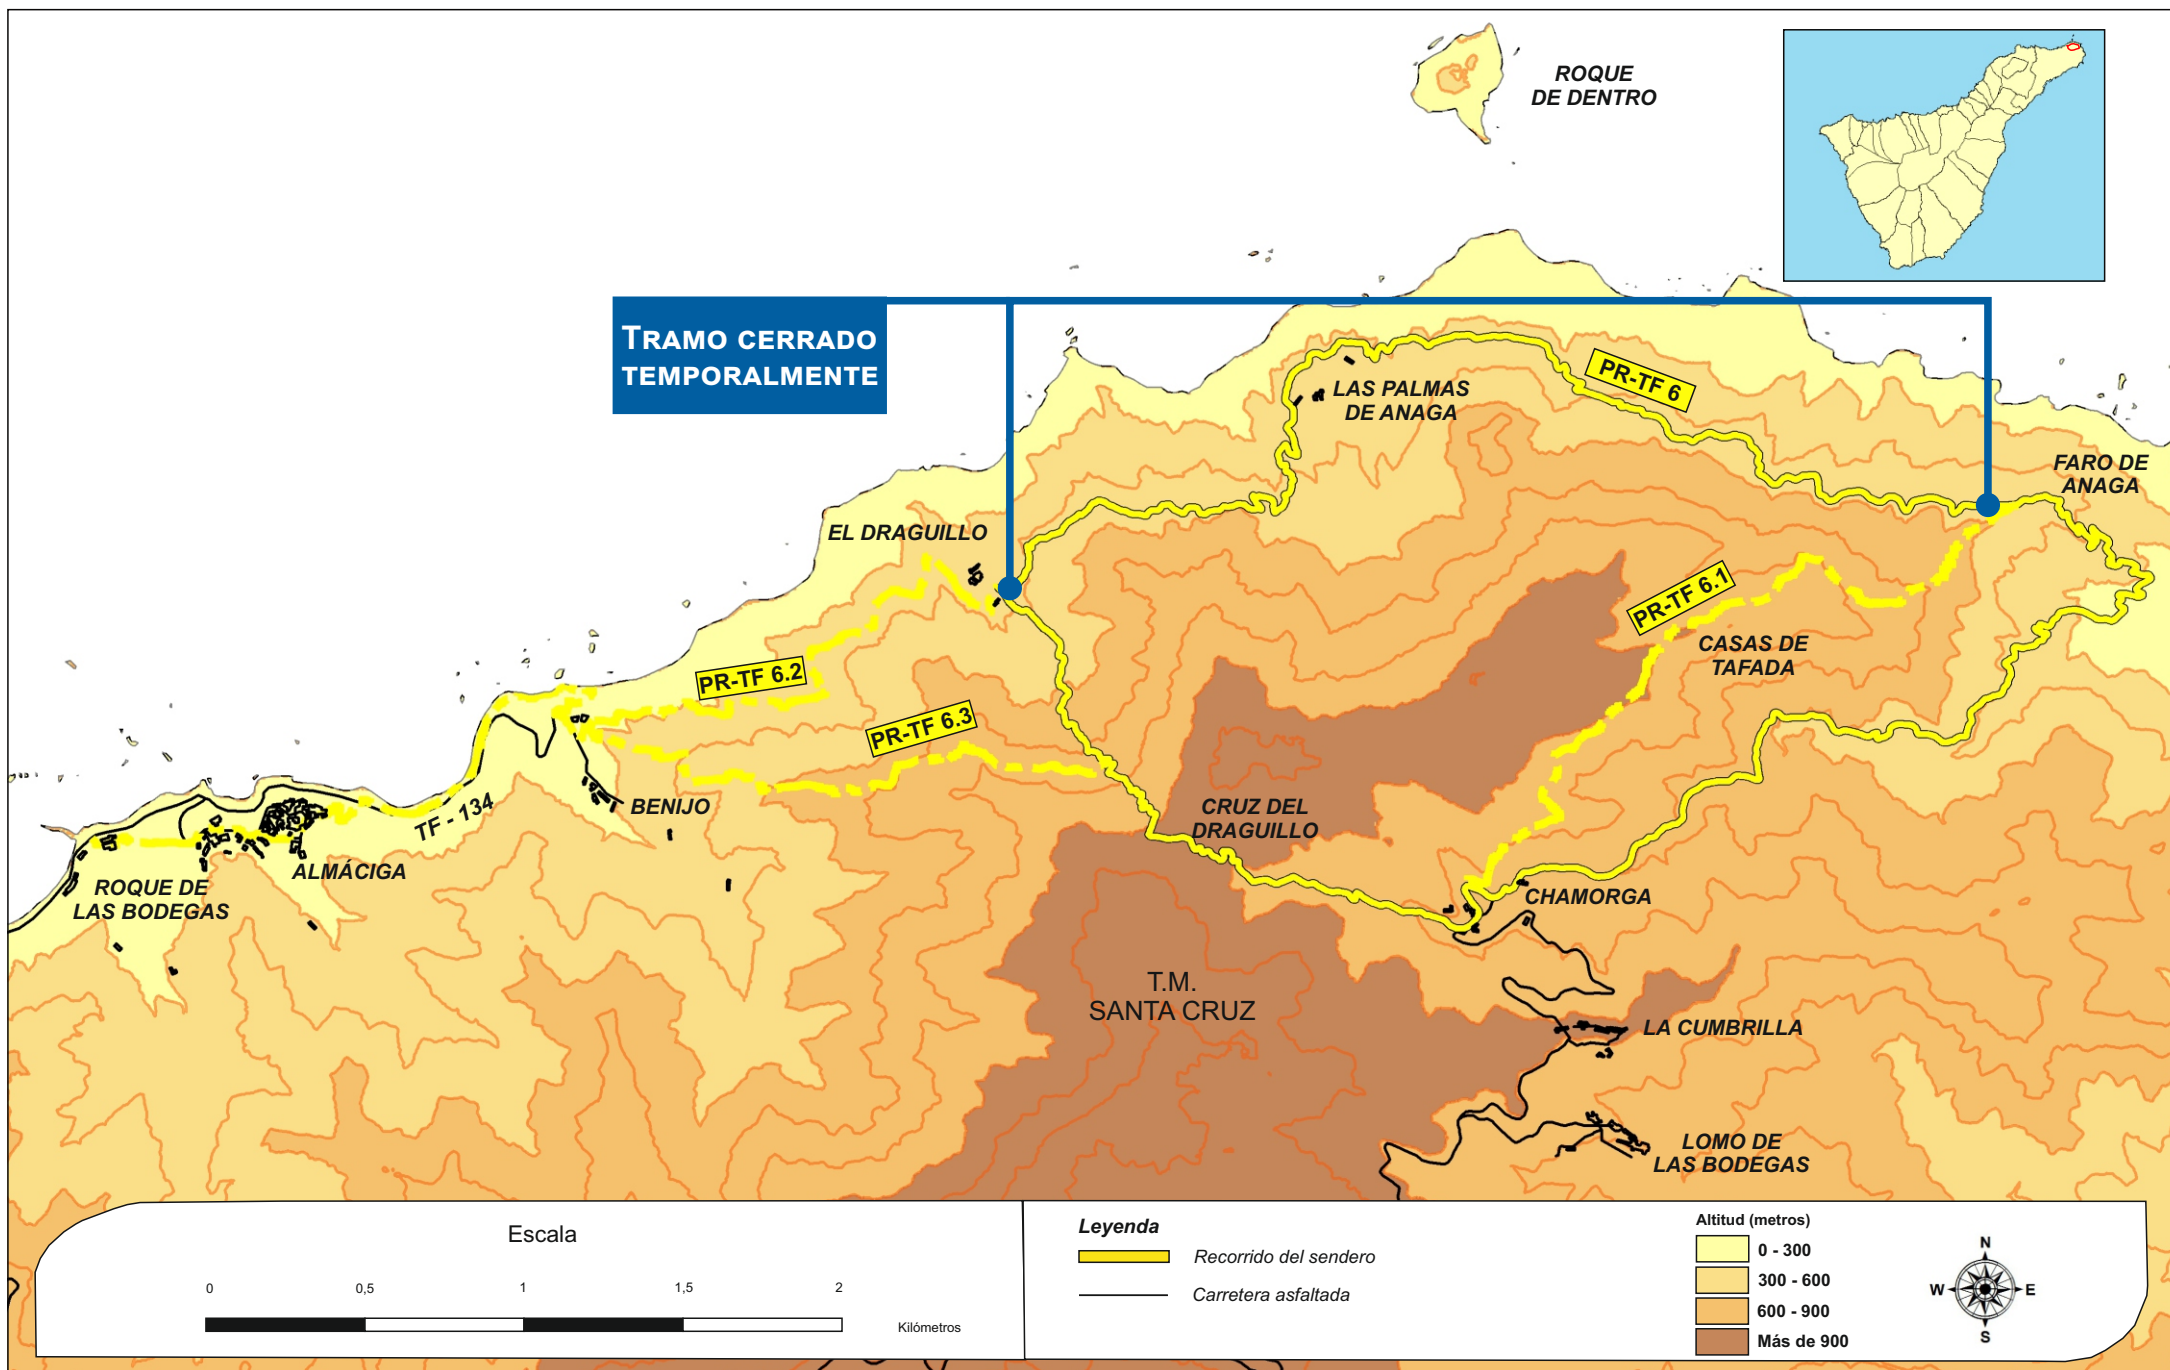 ROQUE
DE DENTRO
TRAMO CERRADO
TEMPORALMENTE
PR-TF 6
LAS PALMAS
DE ANAGA
FARO DE
ANAGA
EL DRAGUILLO
PR-TF 6.1
CASAS DE
TAFADA
PR-TF 6.2
PR-TF 6.3
BENIJO
TF - 134
CRUZ DEL
DRAGUILLO
ALMÁCIGA
ROQUE DE
LAS BODEGAS
CHAMORGA
T.M.
SANTA CRUZ
LA CUMBRILLA
LOMO DE
LAS BODEGAS
Escala
0 0,5 1 1,5 2
Kilómetros
Leyenda
Recorrido del sendero
Carretera asfaltada
Altitud (metros)
0 - 300
300 - 600
600 - 900
Más de 900
N
W E
S